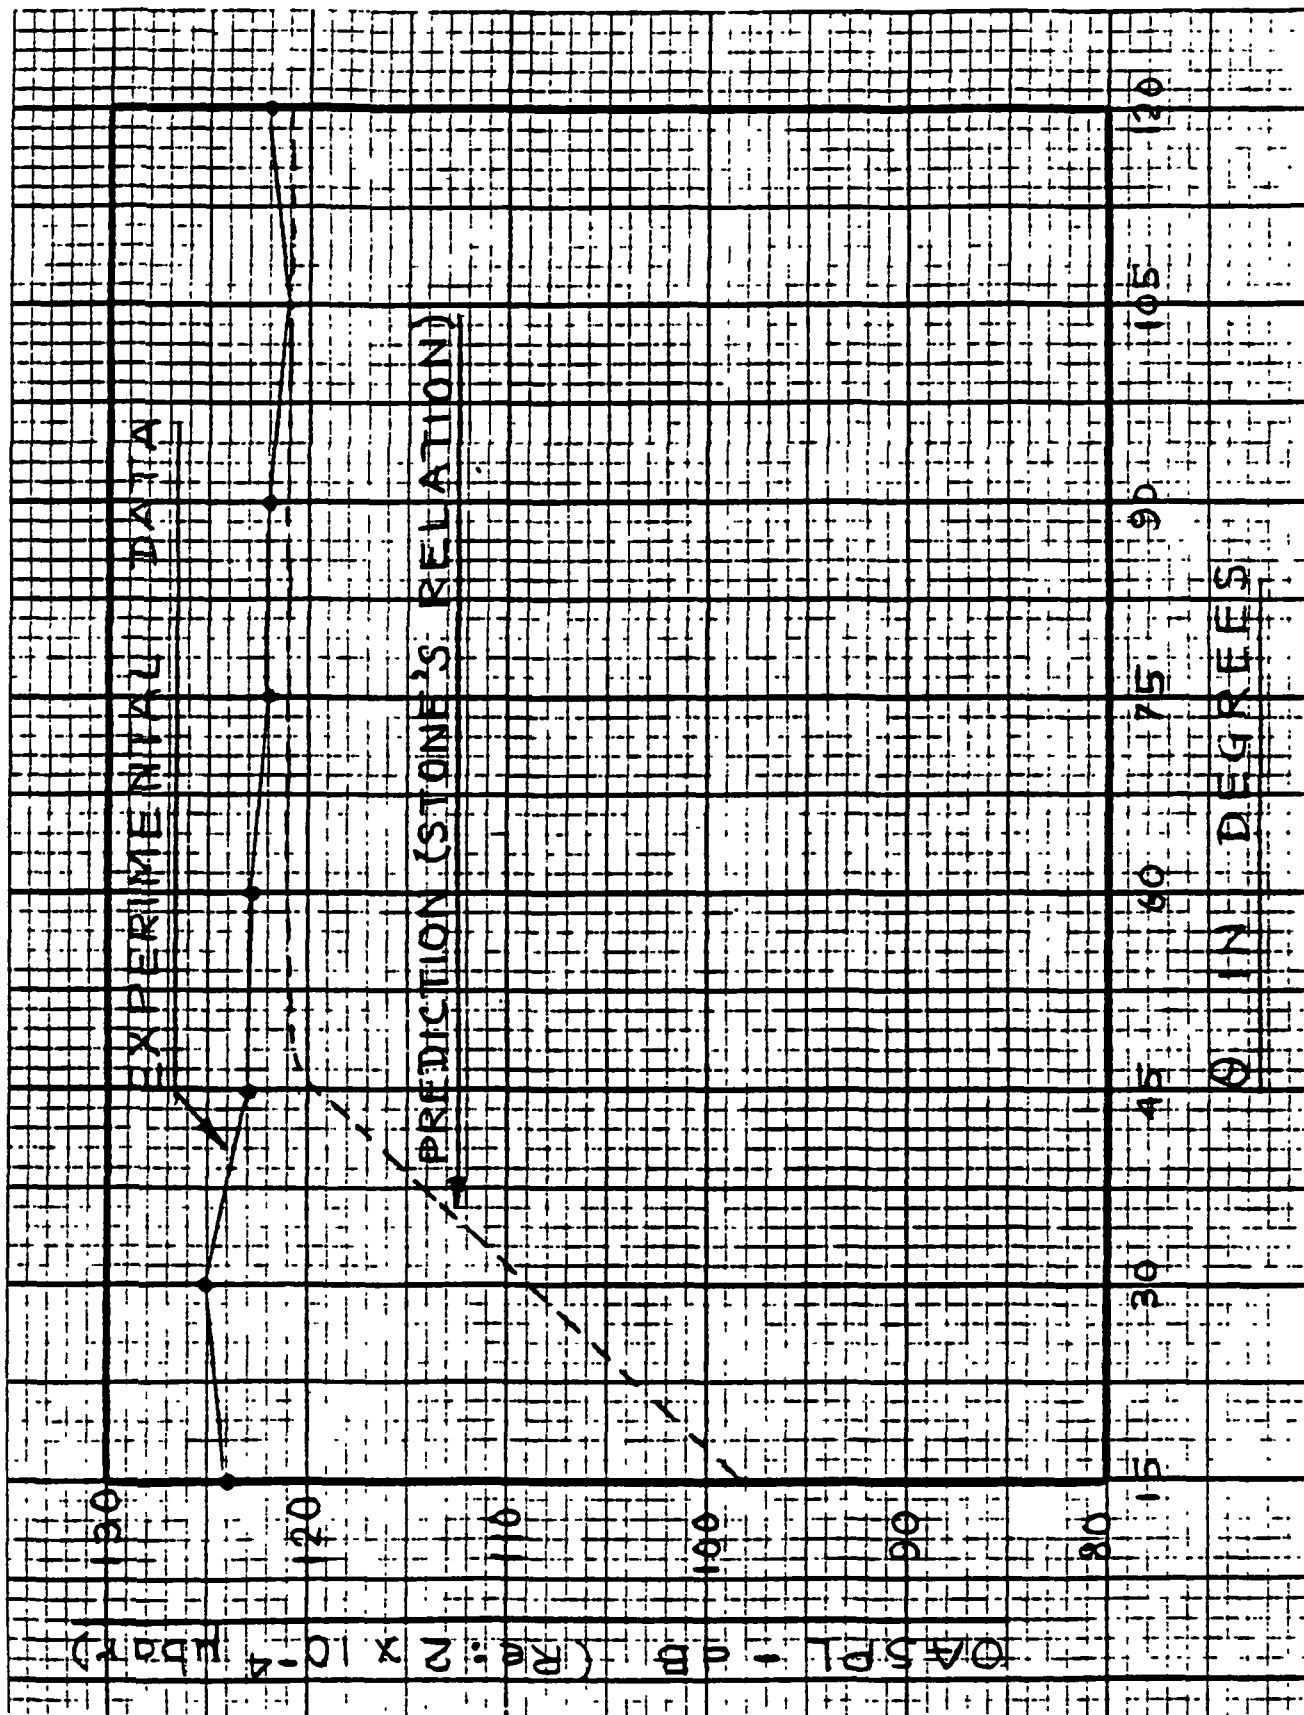 EXPERIMENTAL DATA
PREDICTION (STONE'S RELATION)
130
120
110
100
90
80
15 30 45 60 75 90 105 120
θ IN DEGREES
OASPL - dB (Re: 2 x 10-4 μbar)